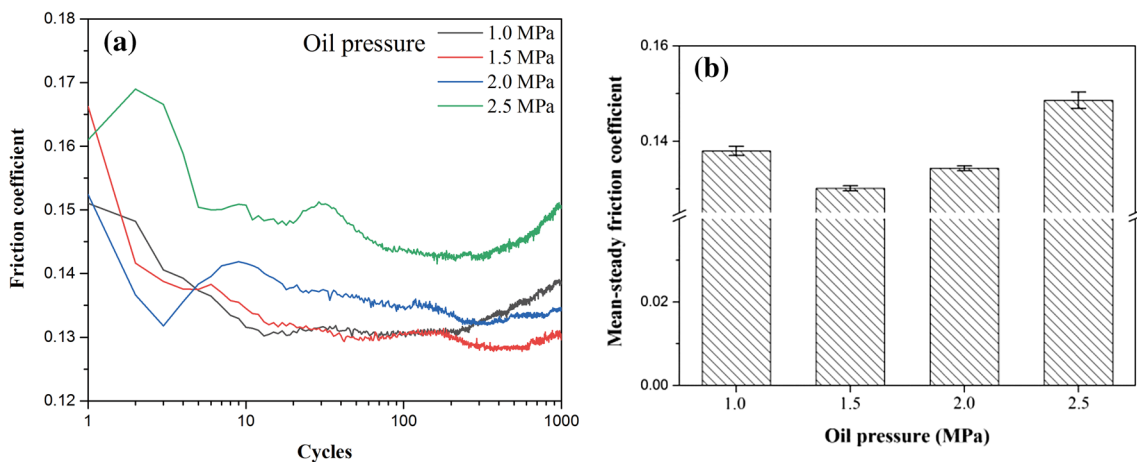 (a)
Oil pressure
1.0 MPa
1.5 MPa
2.0 MPa
2.5 MPa
Friction coefficient
0.18
0.17
0.16
0.15
0.14
0.13
0.12
1
10
100
1000
Cycles
(b)
Mean-steady friction coefficient
0.16
0.14
0.02
0.00
1.0
1.5
2.0
2.5
Oil pressure (MPa)